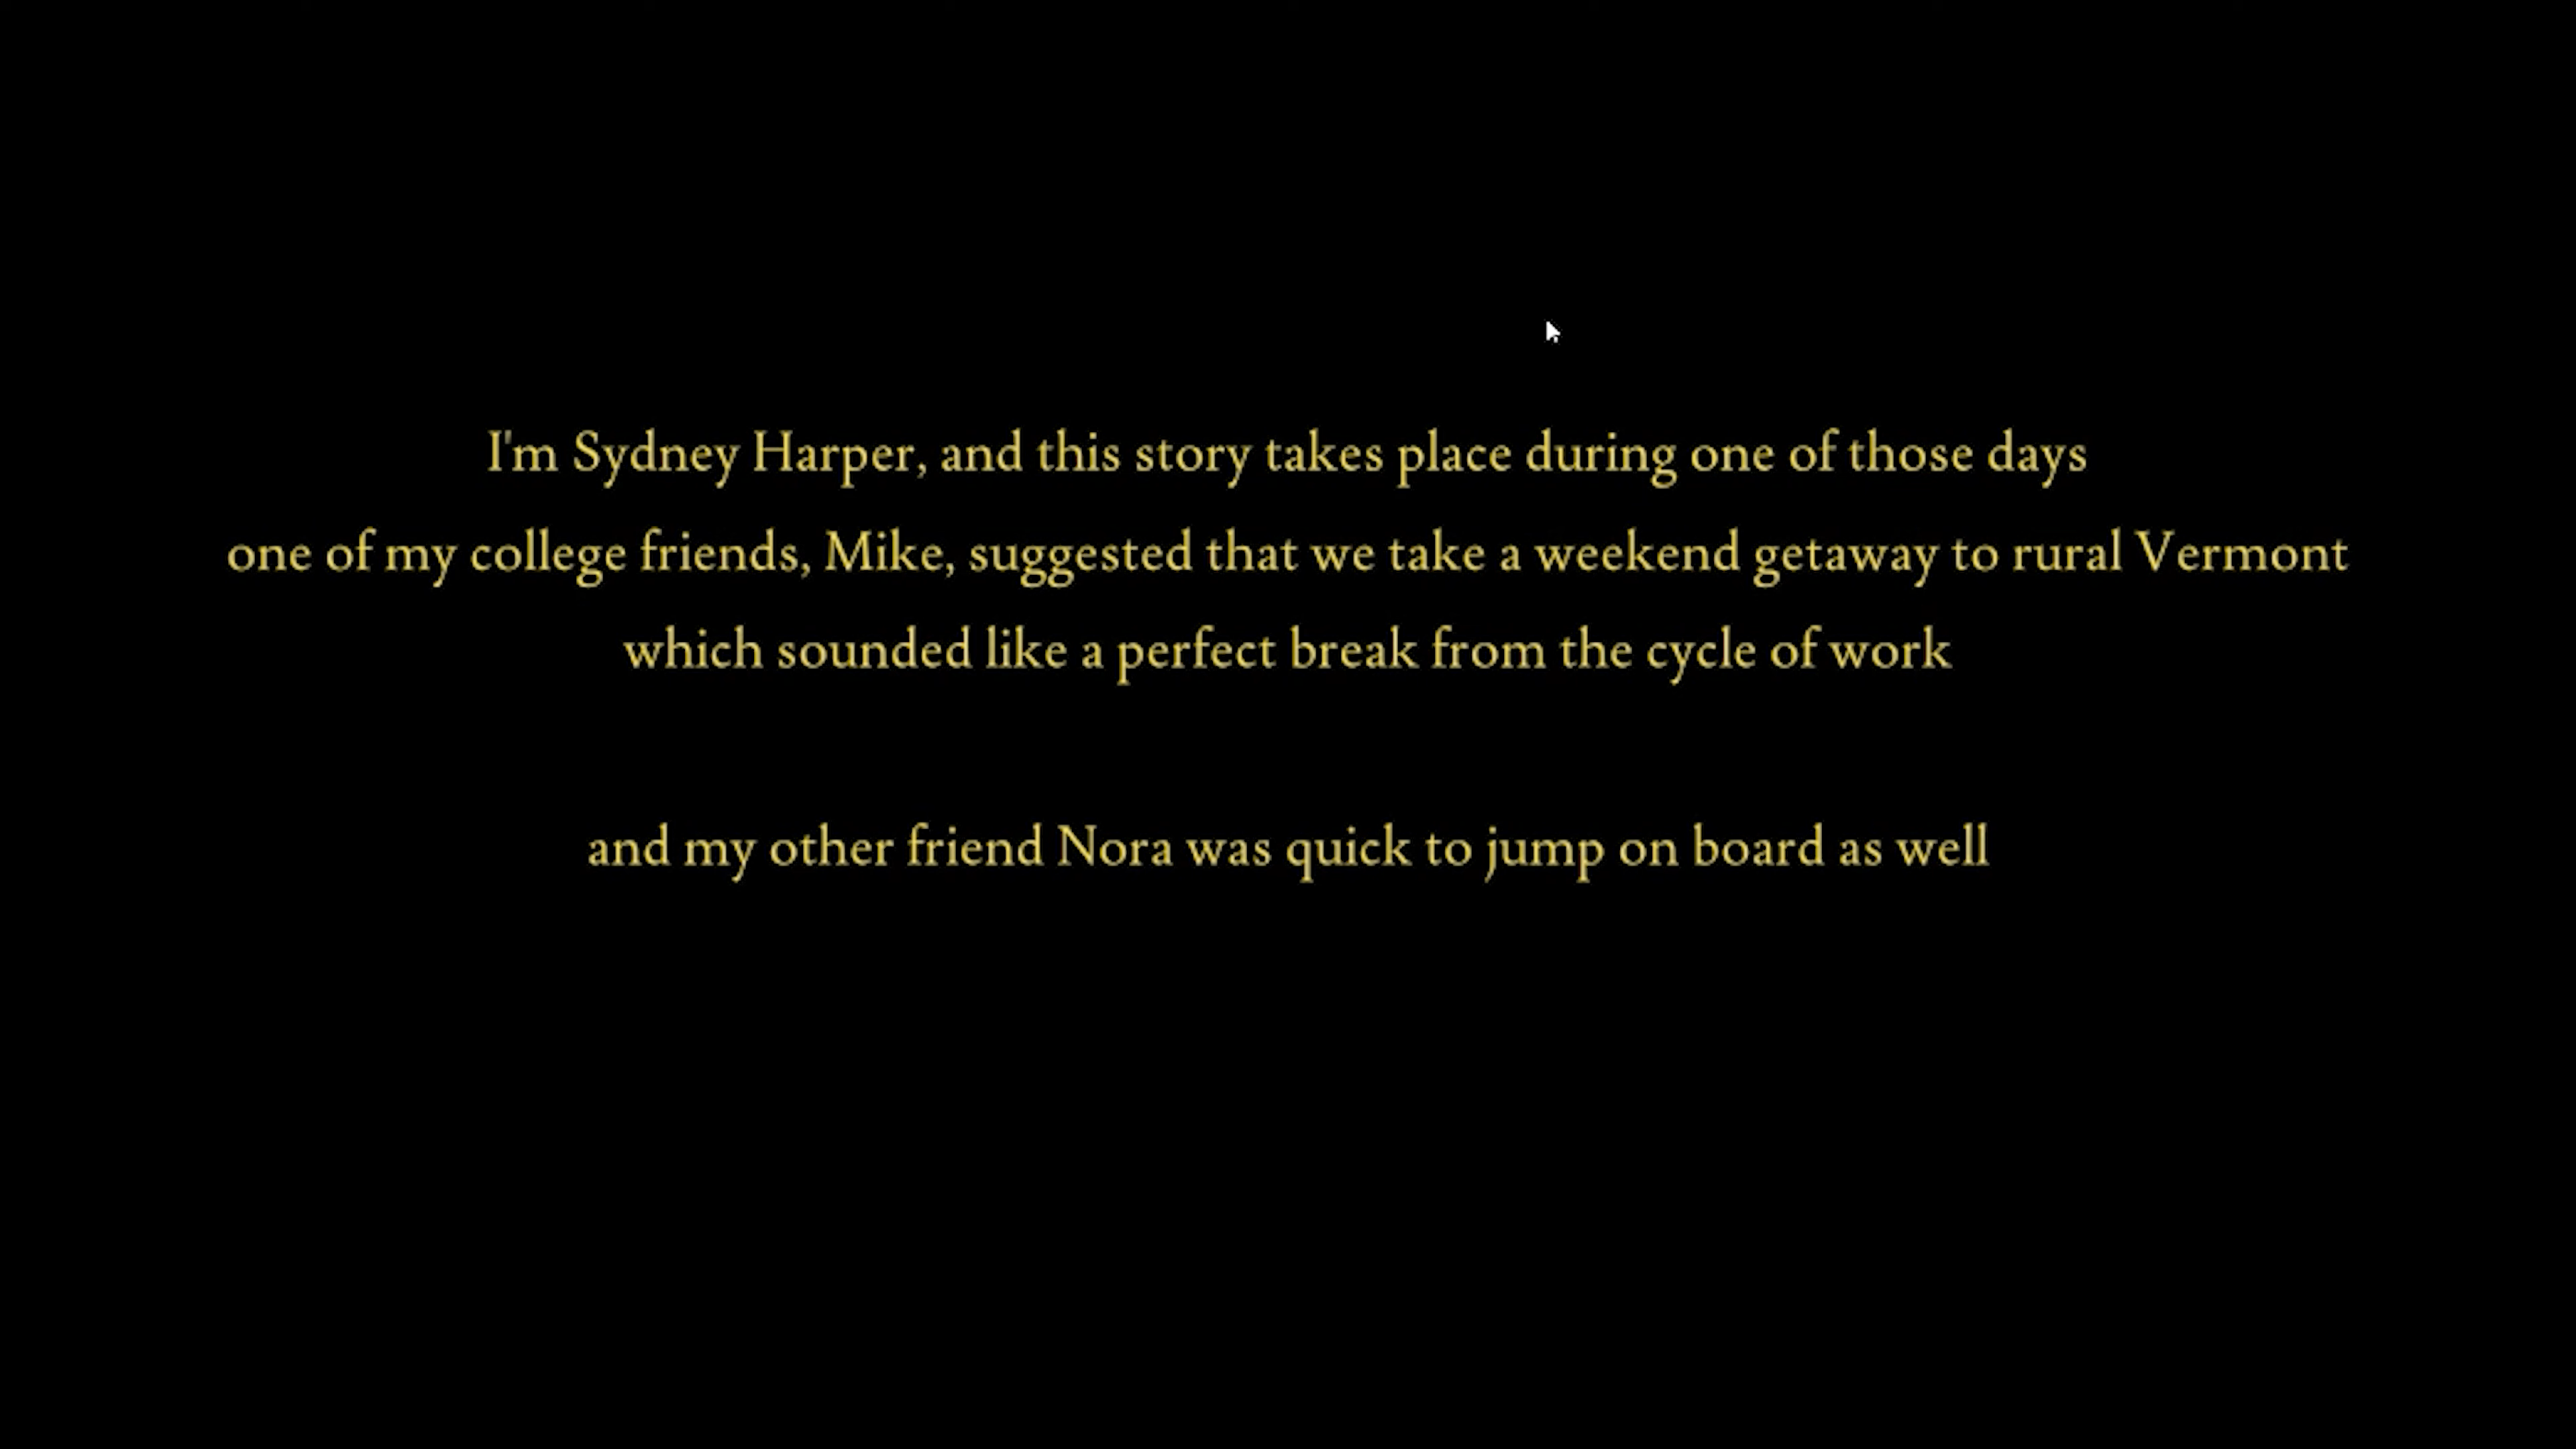 I'm Sydney Harper, and this story takes place during one of those days
one of my college friends, Mike, suggested that we take a weekend getaway to rural Vermont
which sounded like a perfect break from the cycle of work
and my other friend Nora was quick to jump on board as well